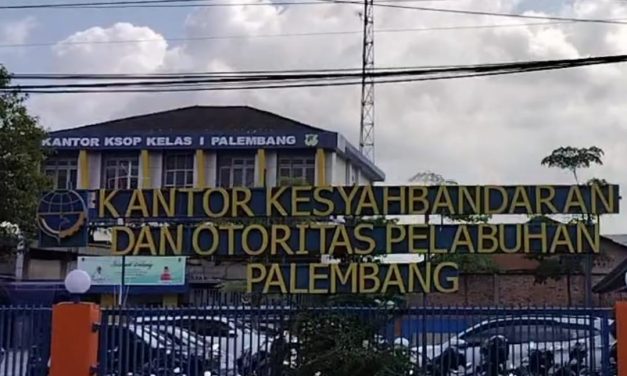 KANTOR KSOP KELAS I PALEMBANG
KANTOR KESYAHBANDARAN
DAN OTORITAS PELABUHAN
PALEMBANG